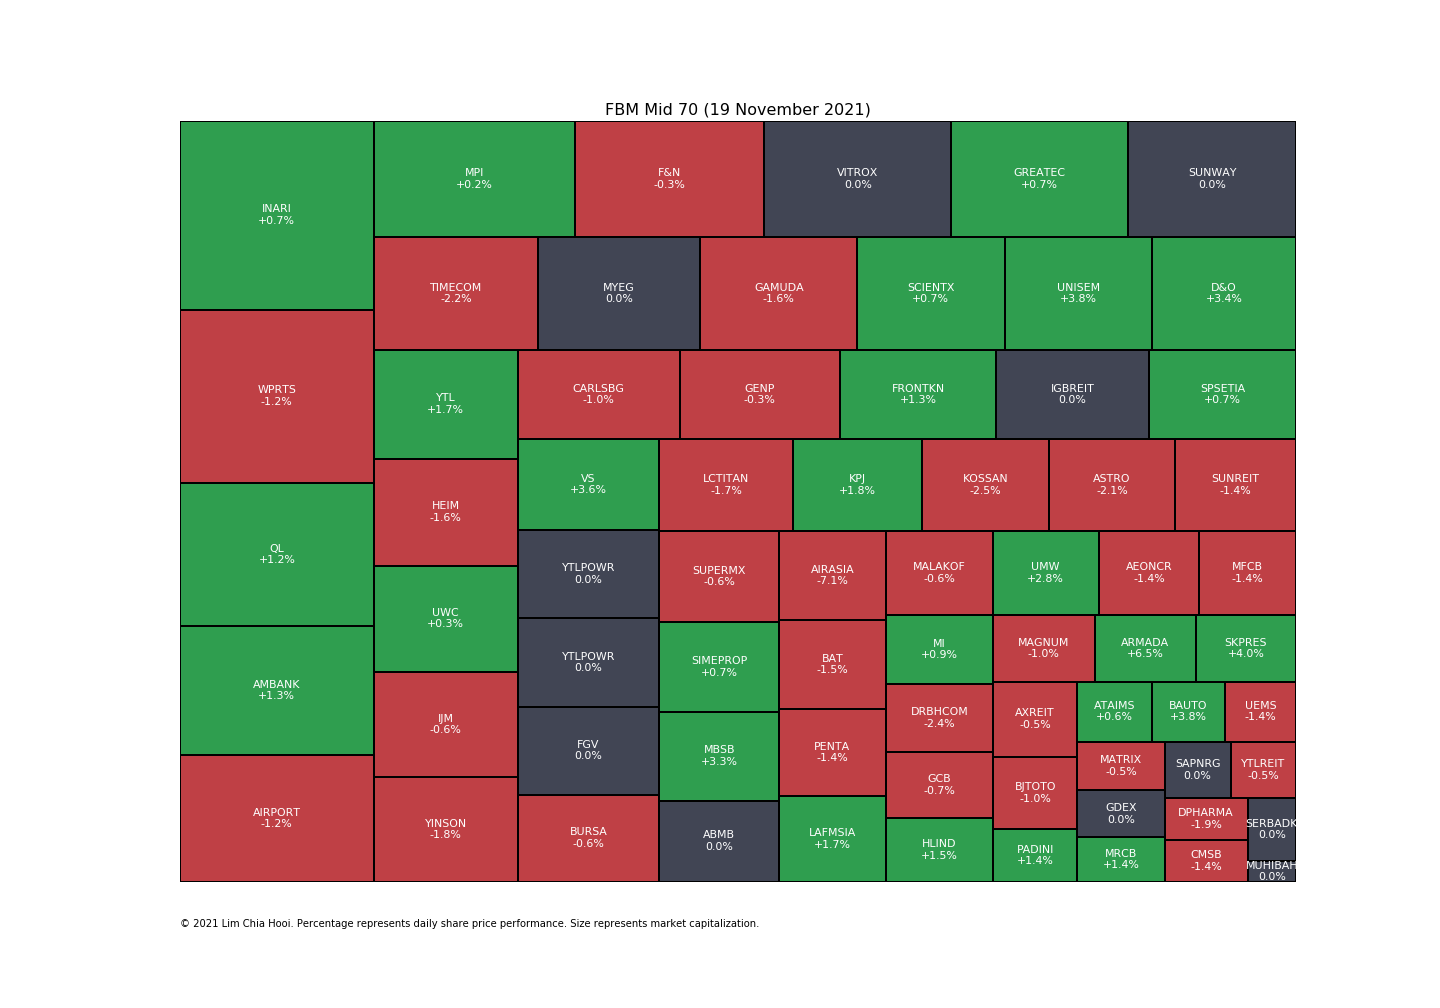 FBM Mid 70 (19 November 2021)
INARI
+0.7%
WPRTS
-1.2%
QL
+1.2%
AMBANK
+1.3%
AIRPORT
-1.2%
MPI
+0.2%
F&N
-0.3%
VITROX
0.0%
GREATEC
+0.7%
SUNWAY
0.0%
TIMECOM
-2.2%
MYEG
0.0%
GAMUDA
-1.6%
SCIENTX
+0.7%
UNISEM
+3.8%
D&O
+3.4%
YTL
+1.7%
HEIM
-1.6%
UWC
+0.3%
IJM
-0.6%
YINSON
-1.8%
CARLSBG
-1.0%
GENP
-0.3%
FRONTKN
+1.3%
IGBREIT
0.0%
SPSETIA
+0.7%
VS
+3.6%
YTLPOWR
0.0%
YTLPOWR
0.0%
FGV
0.0%
BURSA
-0.6%
LCTITAN
-1.7%
KPJ
+1.8%
KOSSAN
-2.5%
ASTRO
-2.1%
SUNREIT
-1.4%
SUPERMX
-0.6%
SIMEPROP
+0.7%
MBSB
+3.3%
ABMB
0.0%
AIRASIA
-7.1%
BAT
-1.5%
PENTA
-1.4%
LAFMSIA
+1.7%
MALAKOF
-0.6%
UMW
+2.8%
AEONCR
-1.4%
MFCB
-1.4%
MI
+0.9%
DRBHCOM
-2.4%
GCB
-0.7%
HLIND
+1.5%
MAGNUM
-1.0%
ARMADA
+6.5%
SKPRES
+4.0%
AXREIT
-0.5%
BJTOTO
-1.0%
PADINI
+1.4%
ATAIMS
+0.6%
BAUTO
+3.8%
UEMS
-1.4%
MATRIX
-0.5%
GDEX
0.0%
MRCB
+1.4%
SAPNRG
0.0%
YTLREIT
-0.5%
DPHARMA
-1.9%
CMSB
-1.4%
SERBADK
0.0%
MUHIBAH
0.0%
© 2021 Lim Chia Hooi. Percentage represents daily share price performance. Size represents market capitalization.